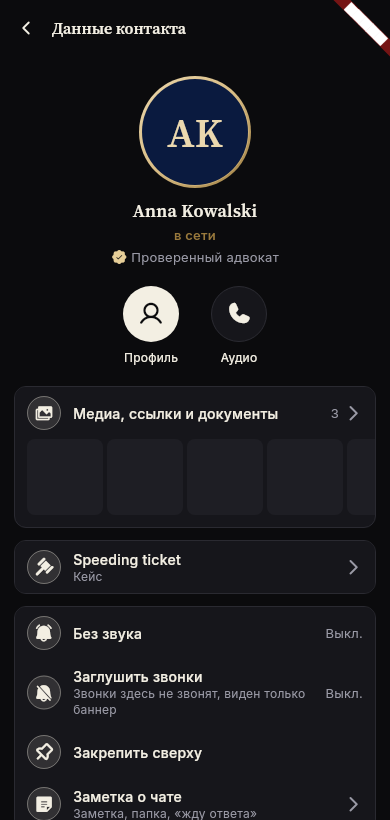 Данные контакта
AK
Anna Kowalski
в сети
Проверенный адвокат
Профиль
Аудио
Медиа, ссылки и документы
3
Speeding ticket
Кейс
Без звука
Выкл.
Заглушить звонки
Звонки здесь не звонят, виден только
баннер
Выкл.
Закрепить сверху
Заметка о чате
Заметка, папка, «жду ответа»